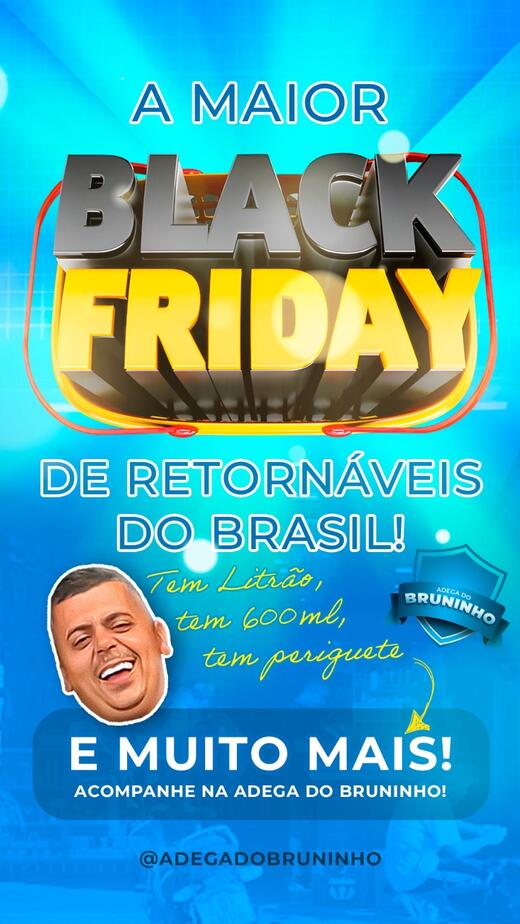 A MAIOR
BLACK
FRIDAY
DE RETORNÁVEIS
DO BRASIL!
Tem Litrão,
tem 600ml,
tem periguete
ADEGA DO
BRUNINHO
E MUITO MAIS!
ACOMPANHE NA ADEGA DO BRUNINHO!
@ADEGADOBRUNINHO